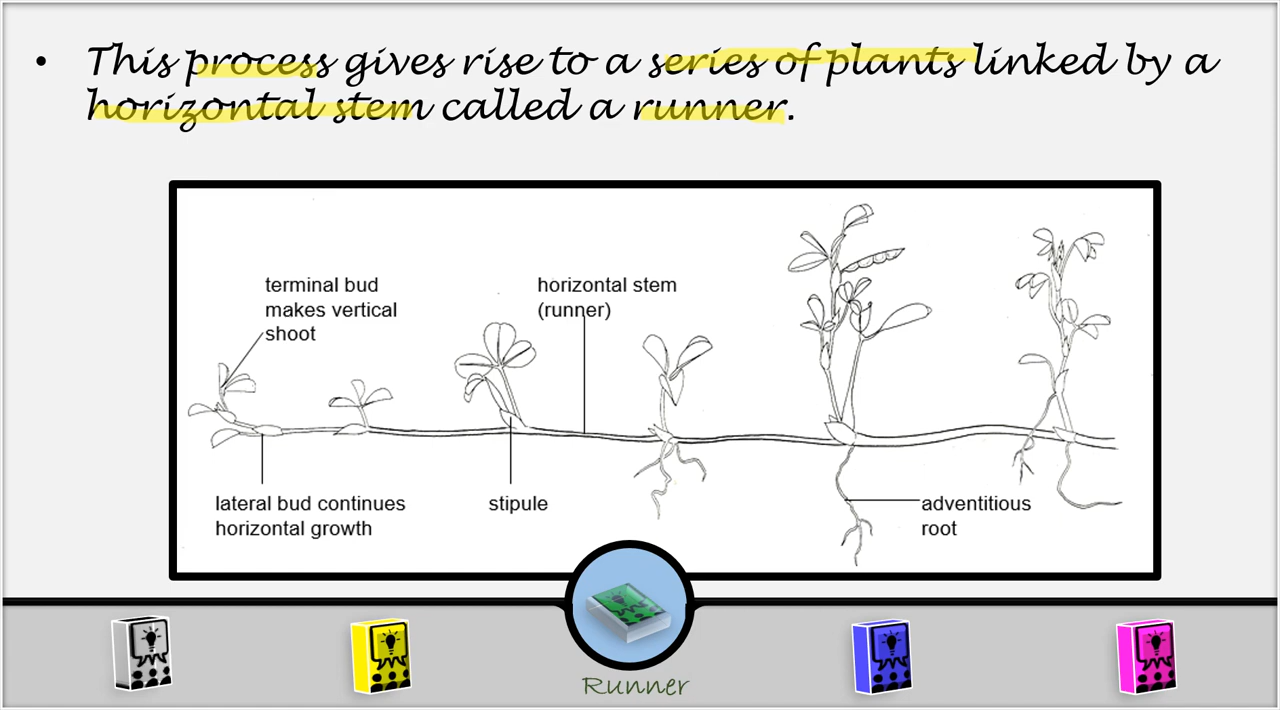 • This process gives rise to a series of plants linked by a
horizontal stem called a runner.
terminal bud
makes vertical
shoot
horizontal stem
(runner)
lateral bud continues
horizontal growth
stipule
adventitious
root
Runner